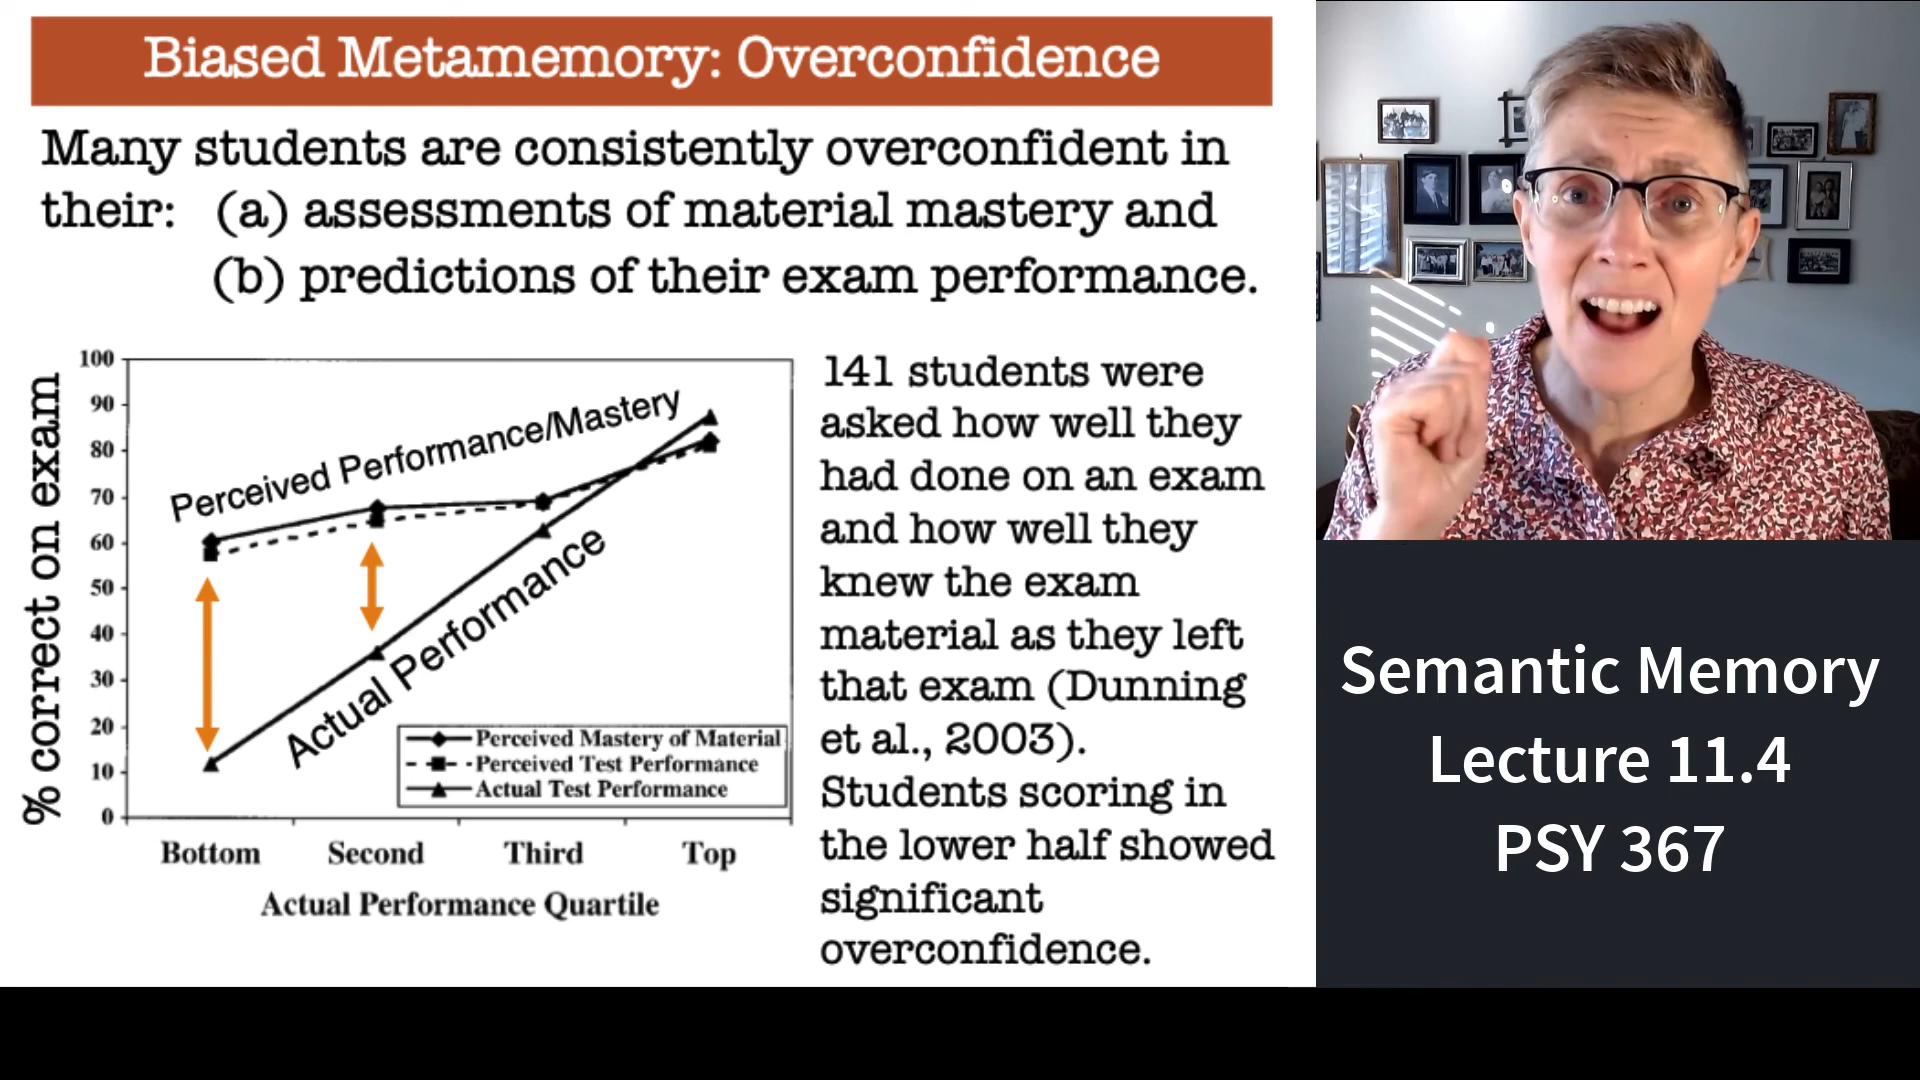 Biased Metamemory: Overconfidence
Many students are consistently overconfident in
their: (a) assessments of material mastery and
(b) predictions of their exam performance.
% correct on exam
100
90
80
70
60
50
40
30
20
10
0
Perceived Performance/Mastery
Actual Performance
Perceived Mastery of Material
Perceived Test Performance
Actual Test Performance
Bottom Second Third Top
Actual Performance Quartile
141 students were
asked how well they
had done on an exam
and how well they
knew the exam
material as they left
that exam (Dunning
et al., 2003).
Students scoring in
the lower half showed
significant
overconfidence.
Semantic Memory
Lecture 11.4
PSY 367